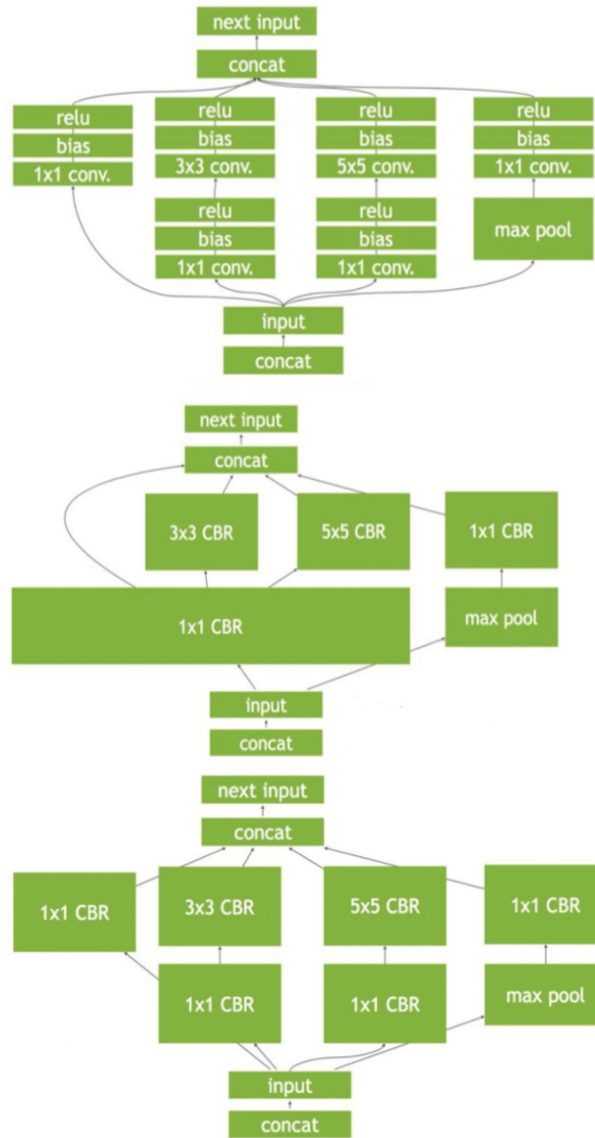 next input
concat
relu
bias
1x1 conv.
relu
bias
3x3 conv.
relu
bias
1x1 conv.
relu
bias
5x5 conv.
relu
bias
1x1 conv.
relu
bias
1x1 conv.
max pool
input
concat
next input
concat
3x3 CBR
5x5 CBR
1x1 CBR
1x1 CBR
max pool
input
concat
next input
concat
1x1 CBR
3x3 CBR
5x5 CBR
1x1 CBR
1x1 CBR
1x1 CBR
max pool
input
concat